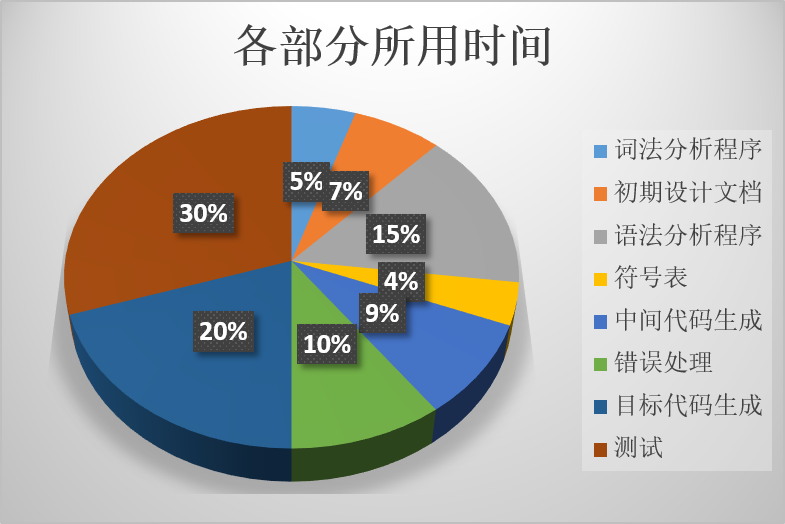 各部分所用时间
5%
7%
15%
4%
9%
10%
20%
30%
词法分析程序
初期设计文档
语法分析程序
符号表
中间代码生成
错误处理
目标代码生成
测试